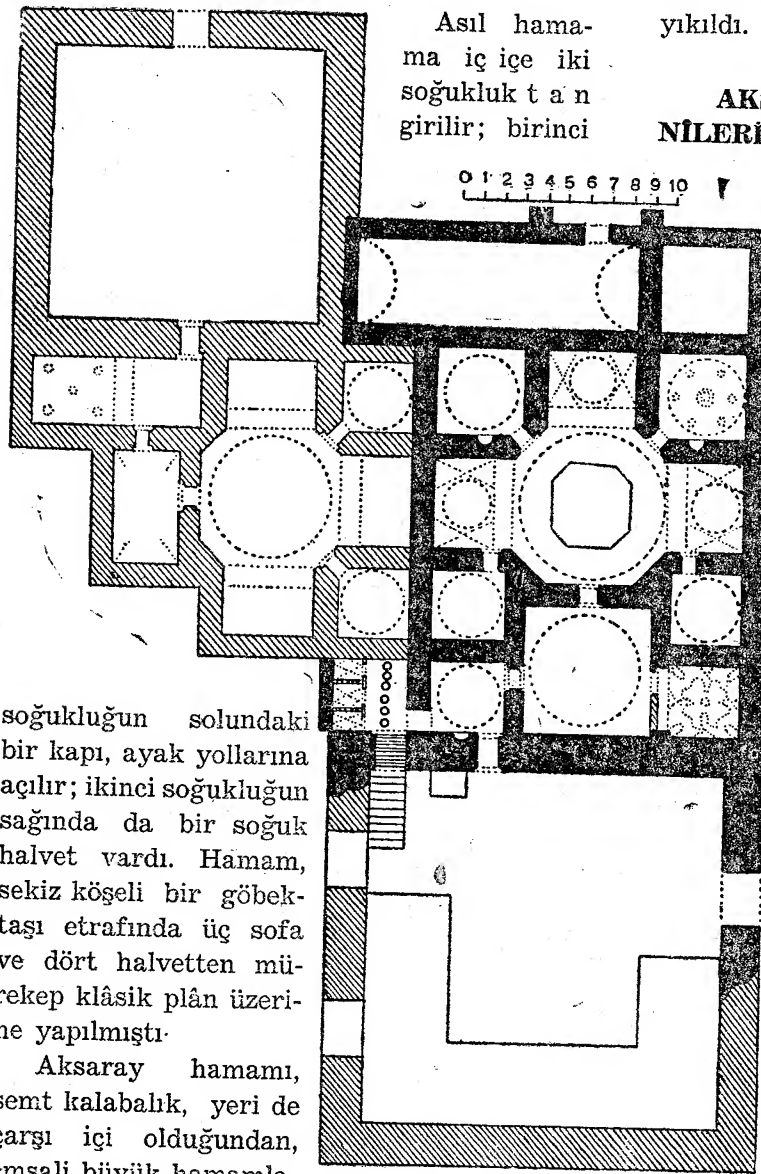 Asıl hama-
ma iç içe iki
soğukluk t a n
girilir; birinci
yıkıldı.
0 1 2 3 4 5 6 7 8 9 10
soğukluğun solundaki
bir kapı, ayak yollarına
açılır; ikinci soğukluğun
sağında da bir soğuk
halvet vardı. Hamam,
sekiz köşeli bir göbek-
taşı etrafında üç sofa
ve dört halvetten mü-
rekep klâsik plân üzeri-
ne yapılmıştı.
Aksaray hamamı,
semt kalabalık, yeri de
çarşı içi olduğundan,
büyük